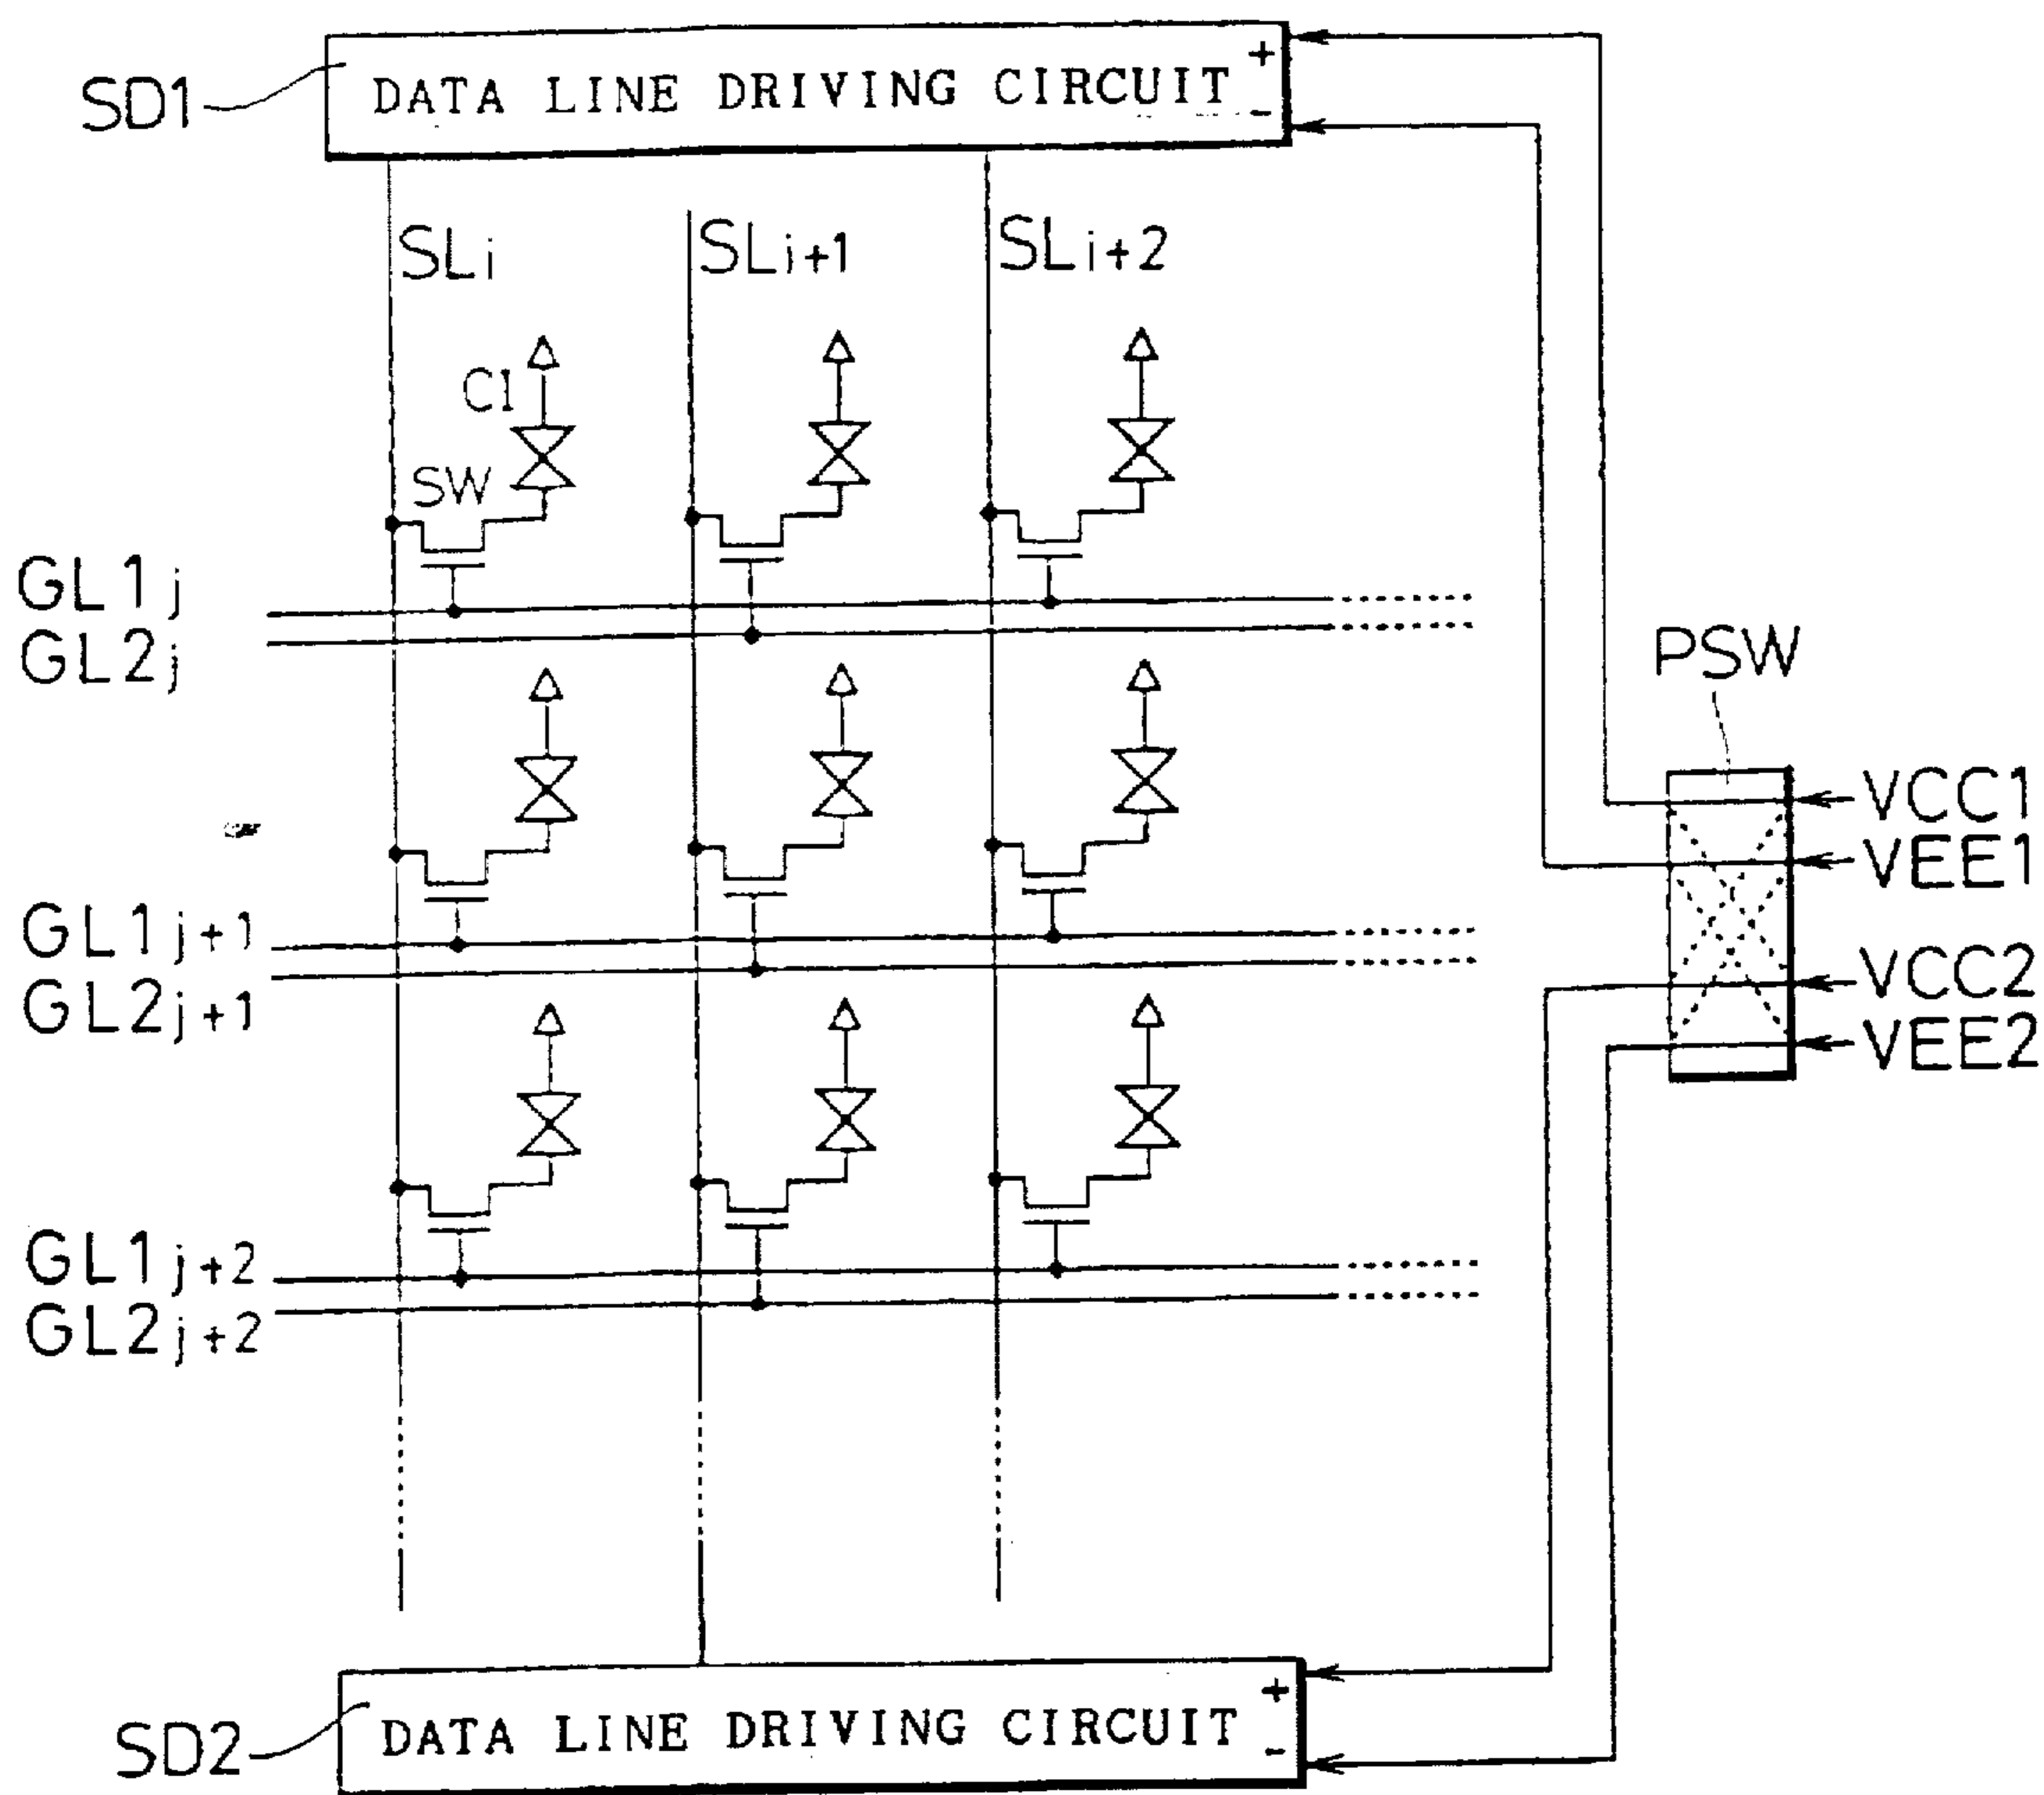 SD1
DATA LINE DRIVING CIRCUIT
+
-
SLi
SLi+1
SLi+2
Cl
SW
GL1j
GL2j
PSW
VCC1
VEE1
GL1j+1
GL2j+1
VCC2
VEE2
GL1j+2
GL2j+2
SD2
DATA LINE DRIVING CIRCUIT
+
-